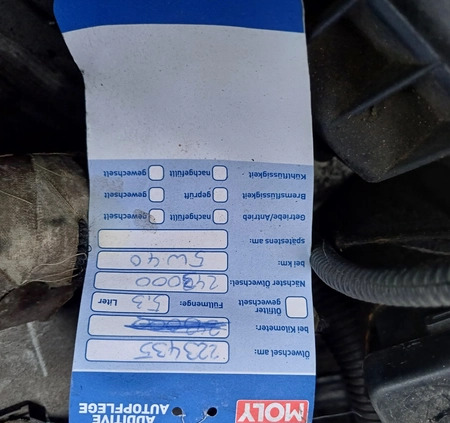 MOLY
ADDITIVE
AUTOPFLEGE
Ölwechsel am: 223435
bei Kilometer:
Ölfilter
gewechselt Füllmenge: 5,3 Liter
Nächster Ölwechsel:
bei km: 5W40
spätestens am:
Getriebe/Antrieb nachgefüllt gewechselt
Bremsflüssigkeit geprüft gewechselt
Kühlflüssigkeit nachgefüllt gewechselt